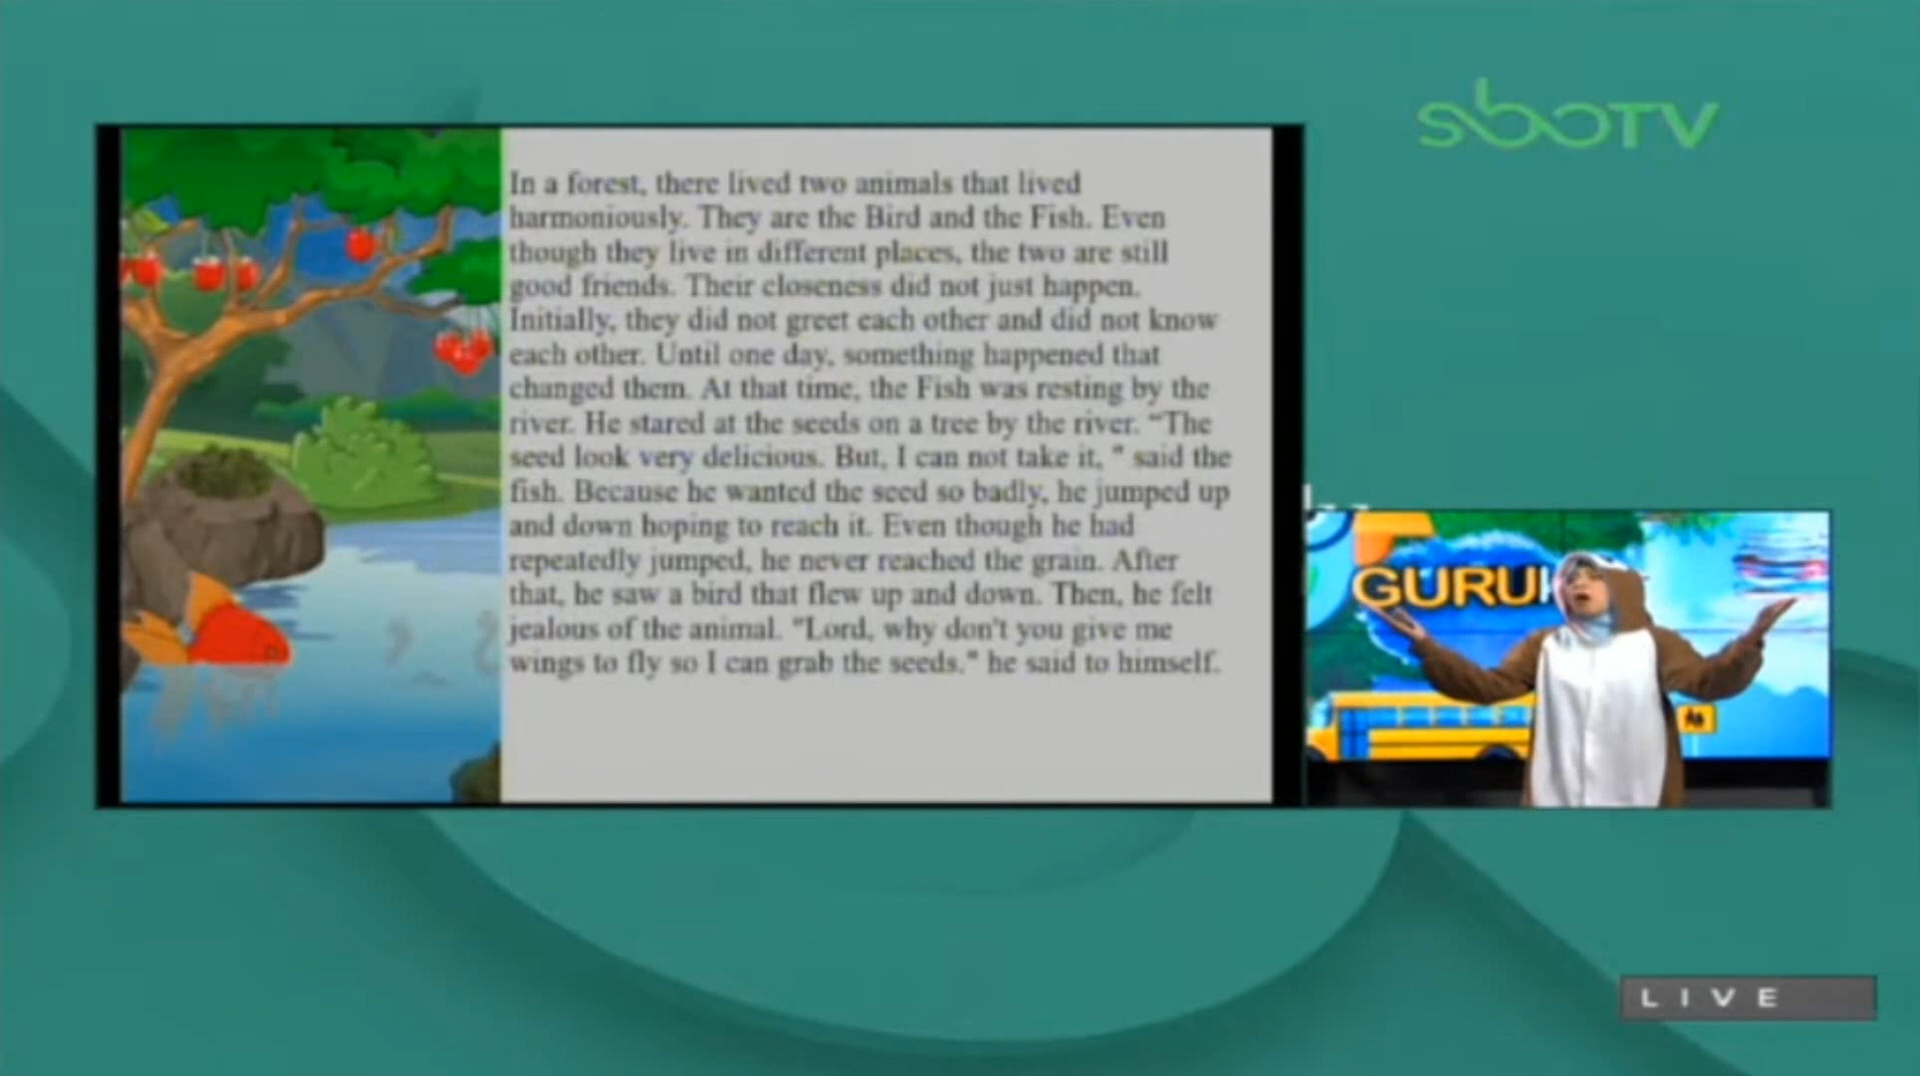 sboTV
In a forest, there lived two animals that lived
harmoniously. They are the Bird and the Fish. Even
though they live in different places, the two are still
good friends. Their closeness did not just happen.
Initially, they did not greet each other and did not know
each other. Until one day, something happened that
changed them. At that time, the Fish was resting by the
river. He stared at the seeds on a tree by the river. "The
seed look very delicious. But, I can not take it, " said the
fish. Because he wanted the seed so badly, he jumped up
and down hoping to reach it. Even though he had
repeatedly jumped, he never reached the grain. After
that, he saw a bird that flew up and down. Then, he felt
jealous of the animal. "Lord, why don't you give me
wings to fly so I can grab the seeds." he said to himself.
GURU
LIVE